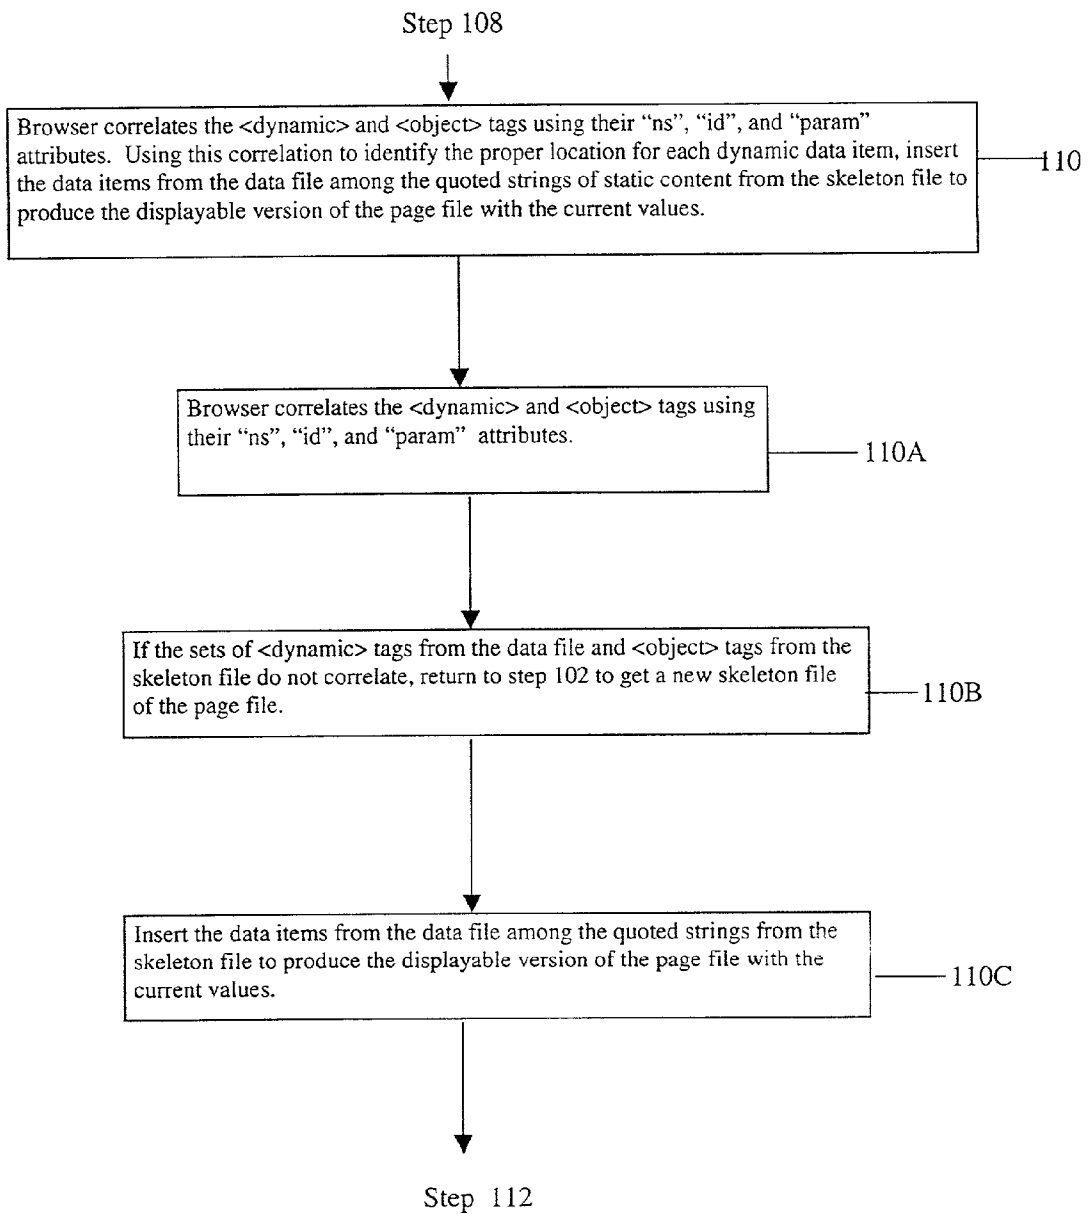 Step 108
Browser correlates the <dynamic> and <object> tags using their “ns”, “id”, and “param”
attributes. Using this correlation to identify the proper location for each dynamic data item, insert
the data items from the data file among the quoted strings of static content from the skeleton file to
produce the displayable version of the page file with the current values.
110
Browser correlates the <dynamic> and <object> tags using
their “ns”, “id”, and “param” attributes.
110A
If the sets of <dynamic> tags from the data file and <object> tags from the
skeleton file do not correlate, return to step 102 to get a new skeleton file
of the page file.
110B
Insert the data items from the data file among the quoted strings from the
skeleton file to produce the displayable version of the page file with the
current values.
110C
Step 112